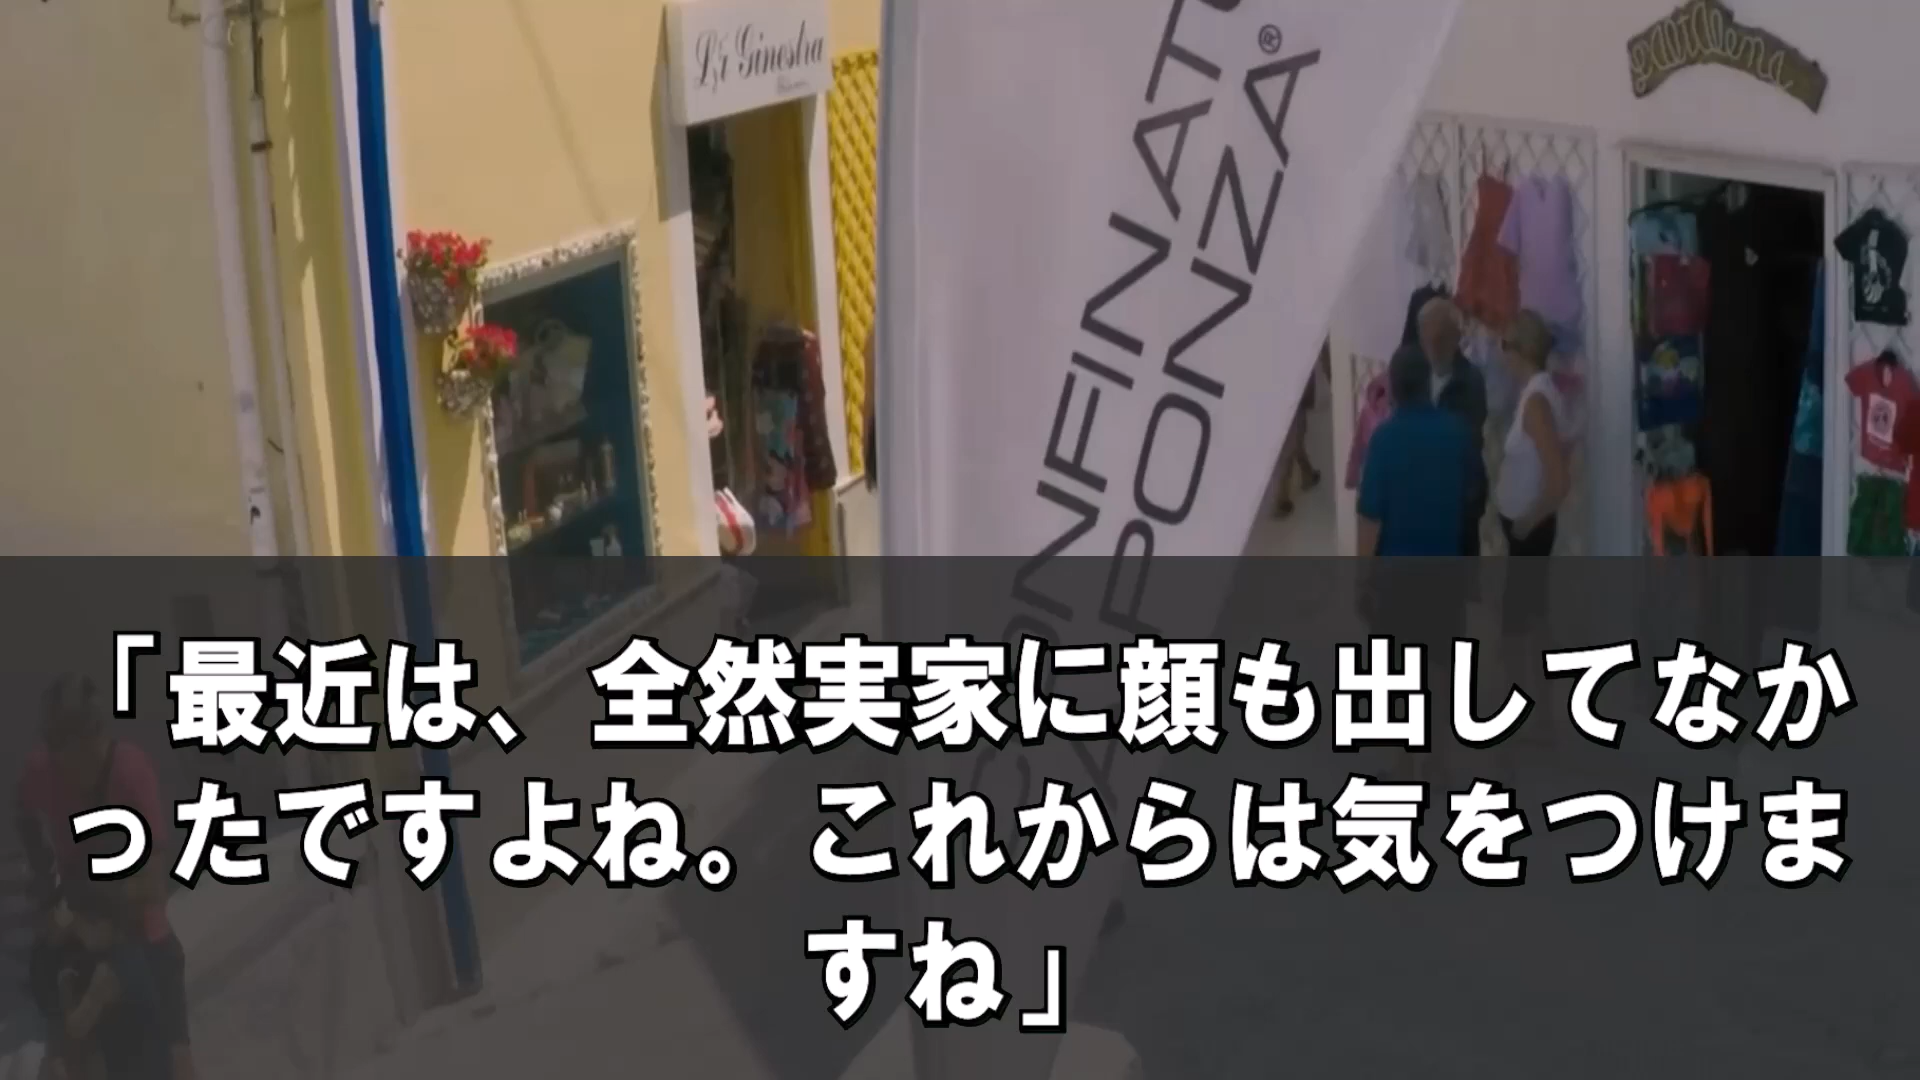 Li Ginestra
CONFINATO
A PONZA®
「最近は、全然実家に顔も出してなか
ったですよね。これからは気をつけま
すね」